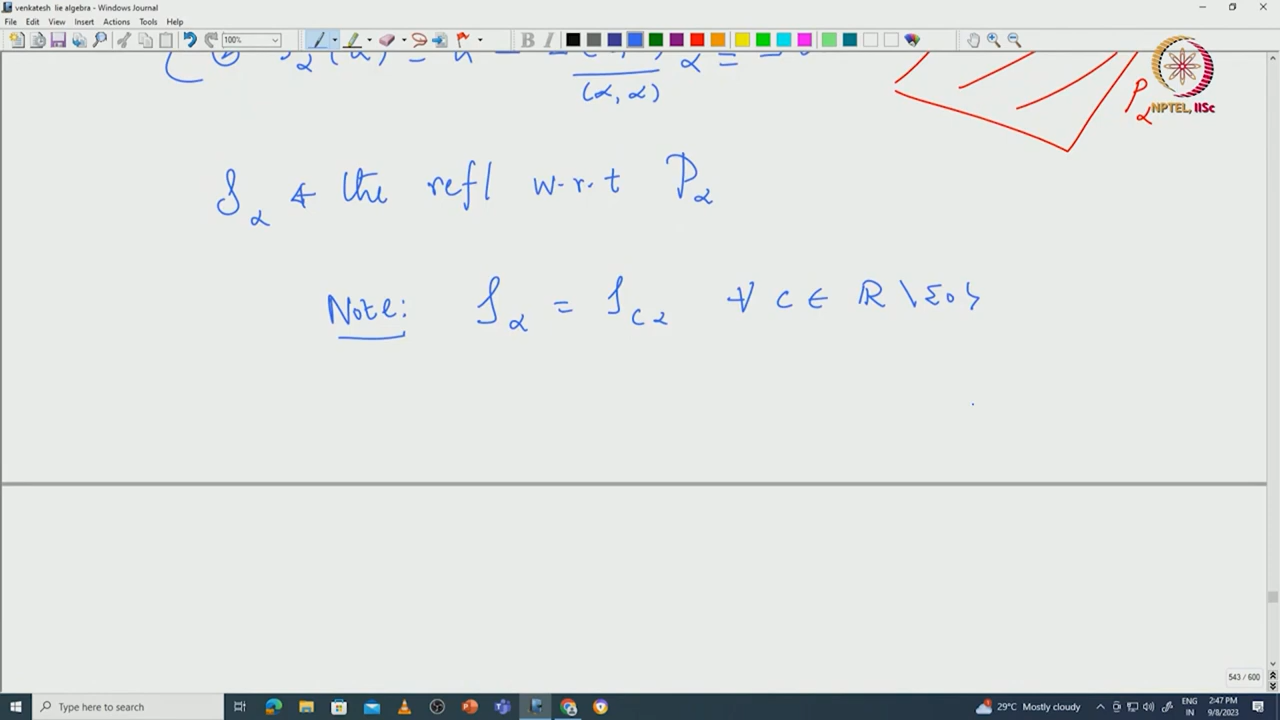 venkatesh lie algebra - Windows Journal
File Edit View Insert Actions Tools Help
100%
B I
(α, α)
P_α
NPTEL, IISc
S_α is the refl w.r.t P_α
Note: S_α = S_cα ∀ c ∈ ℝ \ {0}
543 / 600
Type here to search
29°C Mostly cloudy
ENG
IN
2:47 PM
9/8/2023